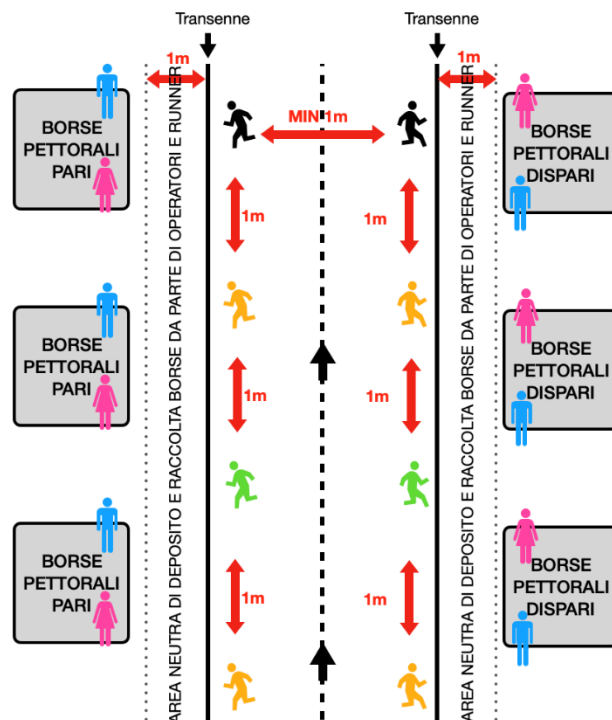 Transenne
Transenne
1m
1m
MIN 1m
BORSE
PETTORALI
PARI
BORSE
PETTORALI
DISPARI
1m
1m
BORSE
PETTORALI
PARI
BORSE
PETTORALI
DISPARI
1m
1m
BORSE
PETTORALI
PARI
BORSE
PETTORALI
DISPARI
1m
1m
AREA NEUTRA DI DEPOSITO E RACCOLTA BORSE DA PARTE DI OPERATORI E RUNNER
AREA NEUTRA DI DEPOSITO E RACCOLTA BORSE DA PARTE DI OPERATORI E RUNNER